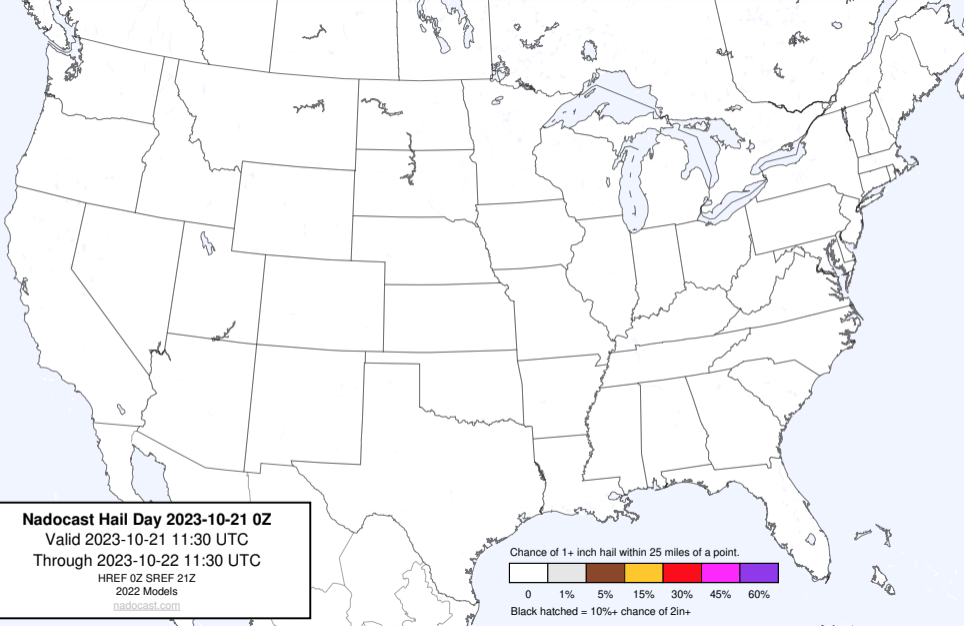 Nadocast Hail Day 2023-10-21 0Z
Valid 2023-10-21 11:30 UTC
Through 2023-10-22 11:30 UTC
HREF 0Z SREF 21Z
2022 Models
nadocast.com
Chance of 1+ inch hail within 25 miles of a point.
0 1% 5% 15% 30% 45% 60%
Black hatched = 10%+ chance of 2in+